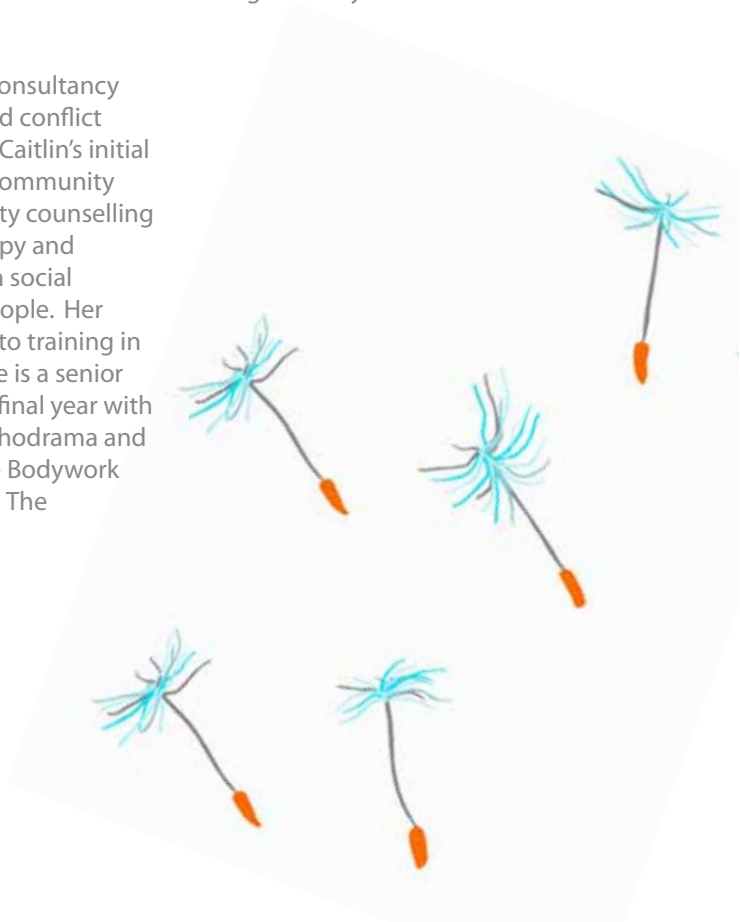 onsultancy
d conflict
Caitlin’s initial
ommunity
ty counselling
py and
n social
ople. Her
to training in
e is a senior
final year with
hodrama and
Bodywork
The